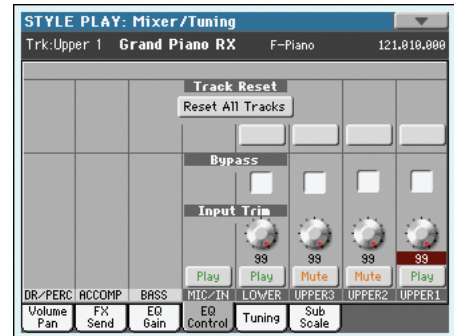 STYLE PLAY: Mixer/Tuning
Trk:Upper 1 Grand Piano RX F-Piano 121.010.000
Track Reset
Reset All Tracks
Bypass
Input Trim
99 99 99 99
Play Play Mute Mute Play
DR/PERC ACCOMP BASS MIC/IN LOWER UPPER3 UPPER2 UPPER1
Volume Pan FX Send EQ Gain EQ Control Tuning Sub Scale